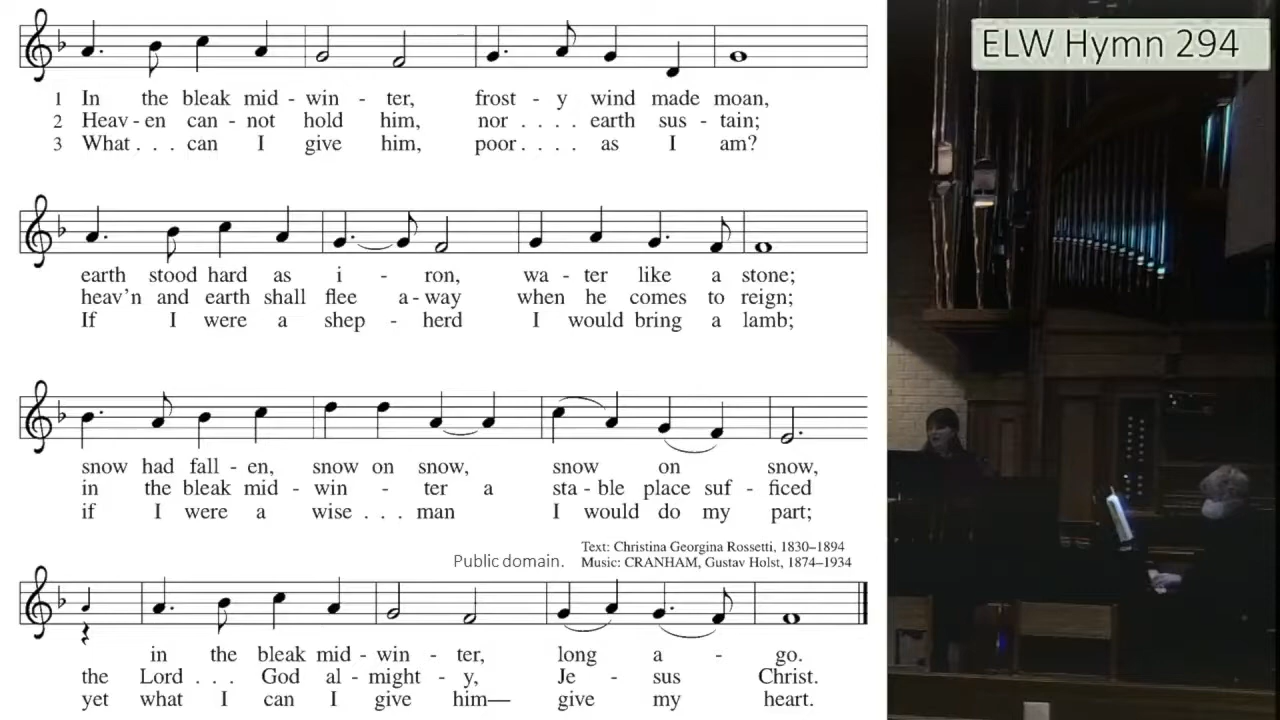 ELW Hymn 294
1 In the bleak mid - win - ter, frost - y wind made moan,
2 Heav - en can - not hold him, nor . . . . earth sus - tain;
3 What . . . can I give him, poor . . . . as I am?
earth stood hard as i - ron, wa - ter like a stone;
heav’n and earth shall flee a - way when he comes to reign;
If I were a shep - herd I would bring a lamb;
snow had fall - en, snow on snow, snow on snow,
in the bleak mid - win - ter a sta - ble place suf - ficed
if I were a wise . . . man I would do my part;
Public domain.
Text: Christina Georgina Rossetti, 1830–1894
Music: CRANHAM, Gustav Holst, 1874–1934
in the bleak mid - win - ter, long a - go.
the Lord . . . God al - might - y, Je - sus Christ.
yet what I can I give him— give my heart.